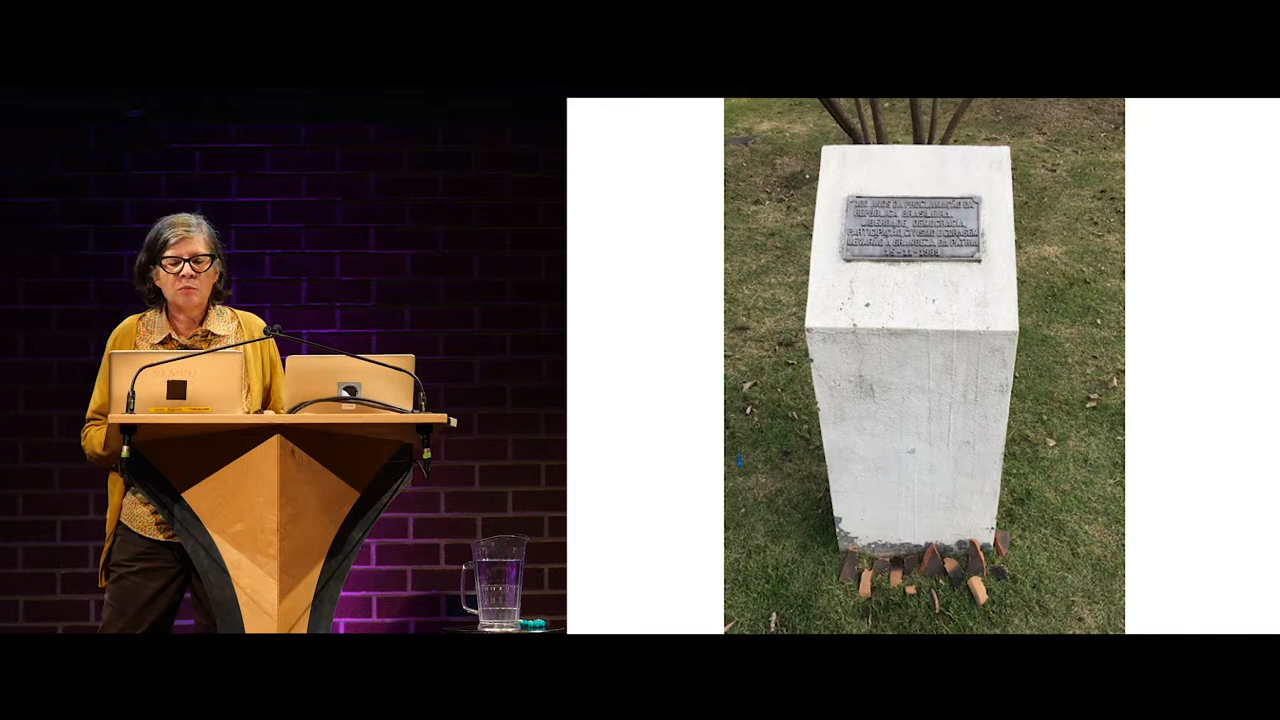 100 ANOS DA PROCLAMAÇÃO DA
REPÚBLICA BRASILEIRA.
LIBERDADE, DEMOCRACIA,
PARTICIPAÇÃO, CIVISMO E CORAGEM
LEVARÃO A GRANDEZA DA PÁTRIA
15-11-1989